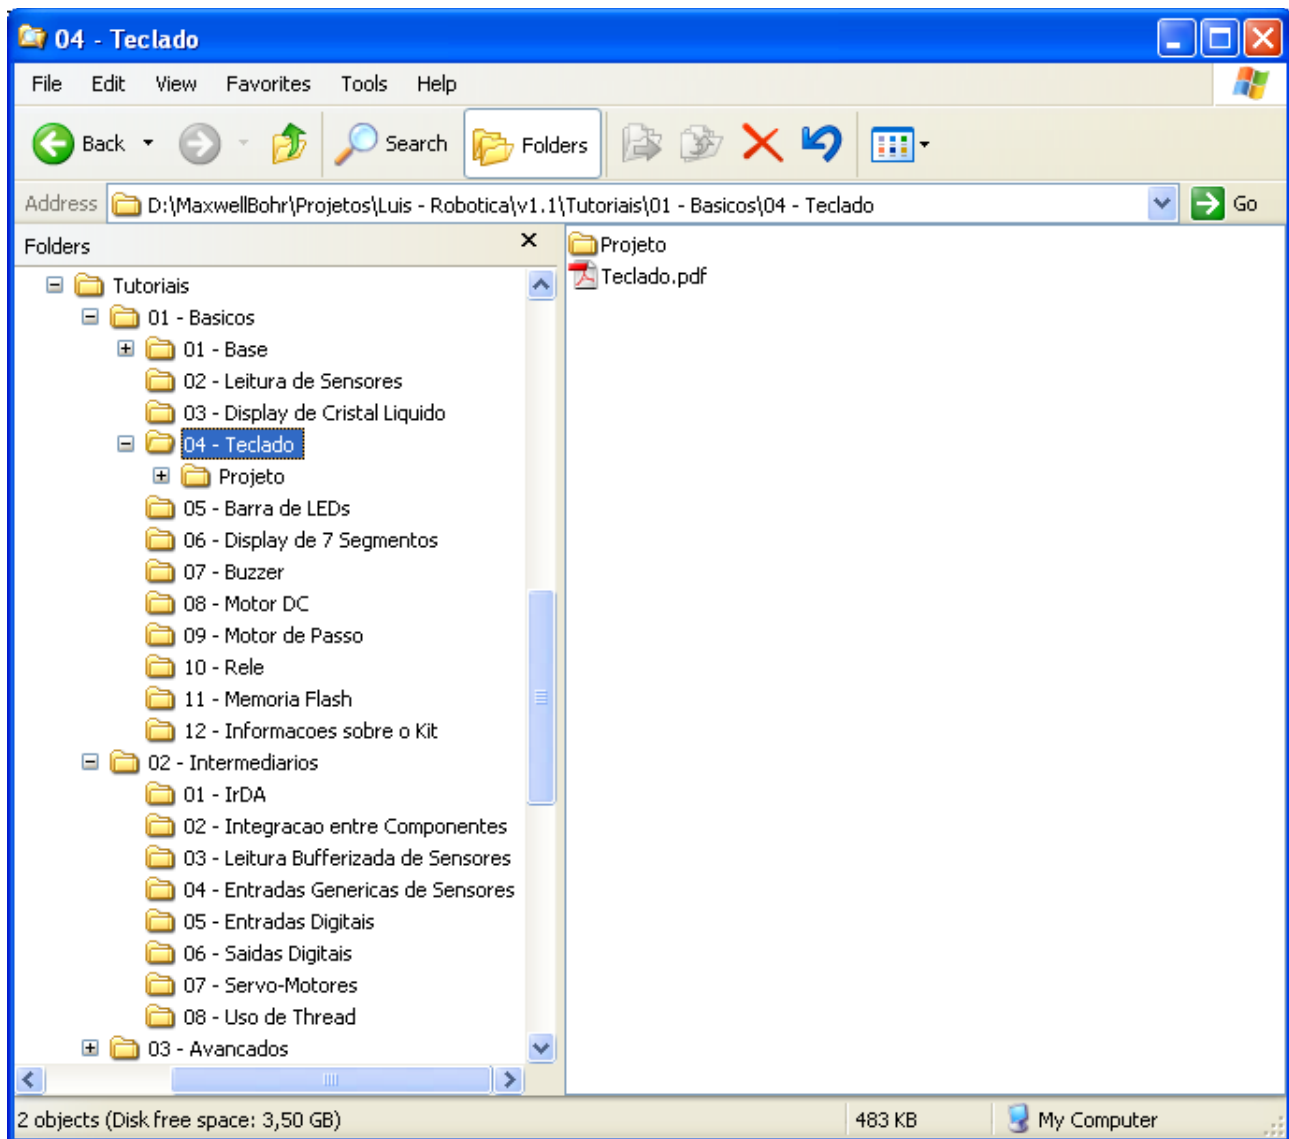 04 - Teclado
File Edit View Favorites Tools Help
Back Search Folders
Address D:\MaxwellBohr\Projetos\Luis - Robotica\v1.1\Tutoriais\01 - Basicos\04 - Teclado Go
Folders
Tutoriais
01 - Basicos
01 - Base
02 - Leitura de Sensores
03 - Display de Cristal Liquido
04 - Teclado
Projeto
05 - Barra de LEDs
06 - Display de 7 Segmentos
07 - Buzzer
08 - Motor DC
09 - Motor de Passo
10 - Rele
11 - Memoria Flash
12 - Informacoes sobre o Kit
02 - Intermediarios
01 - IrDA
02 - Integracao entre Componentes
03 - Leitura Bufferizada de Sensores
04 - Entradas Genericas de Sensores
05 - Entradas Digitais
06 - Saidas Digitais
07 - Servo-Motores
08 - Uso de Thread
03 - Avancados
Projeto
Teclado.pdf
2 objects (Disk free space: 3,50 GB) 483 KB My Computer